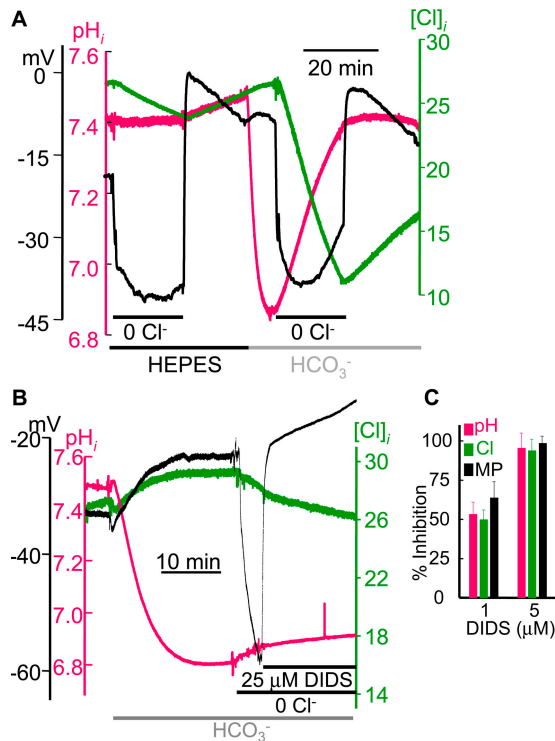 A
mV
pHi
[Cl]i
7.6
30
0
20 min
25
7.4
-15
20
7.2
-30
15
7.0
10
-45
0 Cl-
0 Cl-
6.8
HEPES
HCO3-
B
mV
pHi
[Cl]i
C
-20
7.6
30
pH
Cl
MP
100
7.4
26
75
-40
10 min
7.2
22
50
% Inhibition
7.0
18
25
0
-60
6.8
1
5
25 µM DIDS
DIDS (µM)
0 Cl-
14
HCO3-